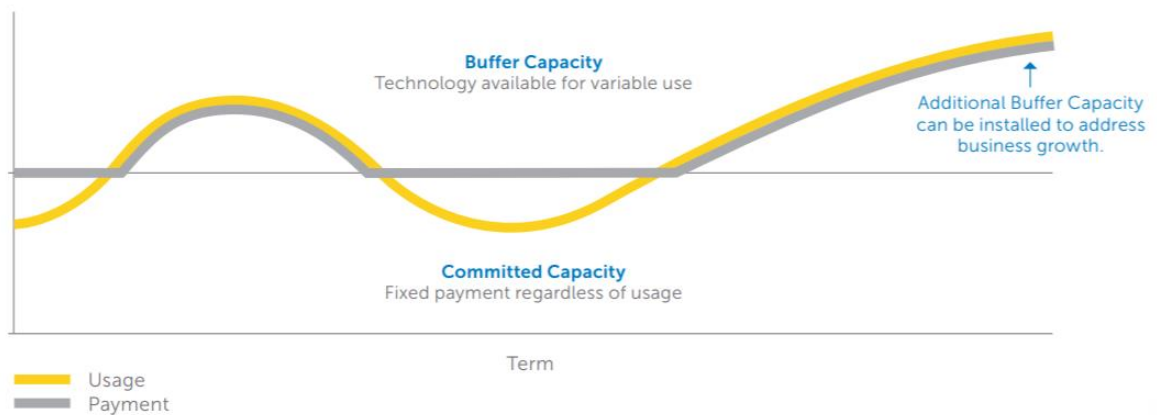 Buffer Capacity
Technology available for variable use
Additional Buffer Capacity
can be installed to address
business growth.
Committed Capacity
Fixed payment regardless of usage
Term
Usage
Payment